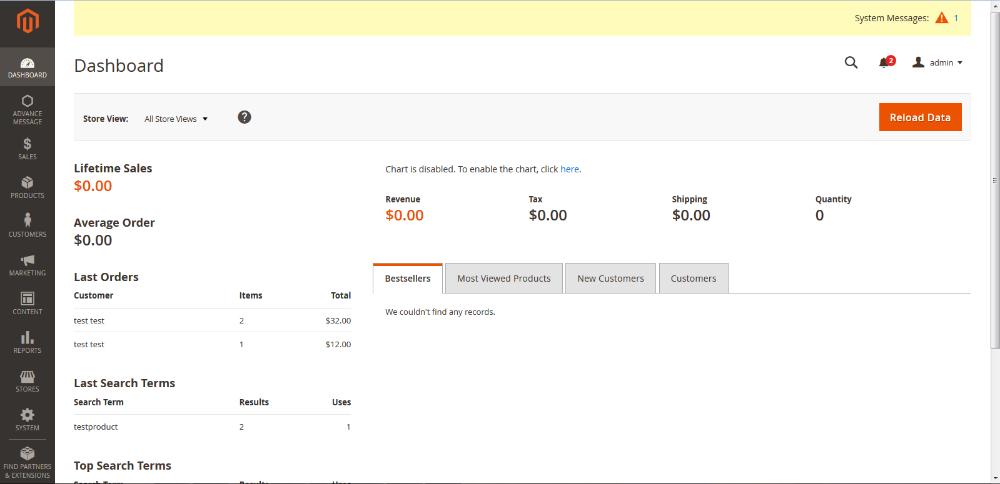 System Messages: 1
Dashboard
2
admin
DASHBOARD
ADVANCE
MESSAGE
SALES
PRODUCTS
CUSTOMERS
MARKETING
CONTENT
REPORTS
STORES
SYSTEM
FIND PARTNERS
& EXTENSIONS
Store View: All Store Views ?
Reload Data
Lifetime Sales
$0.00
Average Order
$0.00
Last Orders
Customer Items Total
test test 2 $32.00
test test 1 $12.00
Last Search Terms
Search Term Results Uses
testproduct 2 1
Top Search Terms
Search Term Results Uses
Chart is disabled. To enable the chart, click here.
Revenue Tax Shipping Quantity
$0.00 $0.00 $0.00 0
Bestsellers Most Viewed Products New Customers Customers
We couldn't find any records.